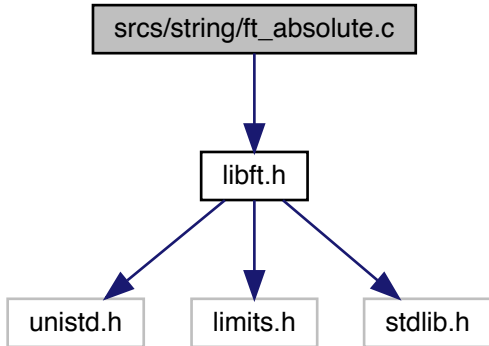 srcs/string/ft_absolute.c
libft.h
unistd.h
limits.h
stdlib.h